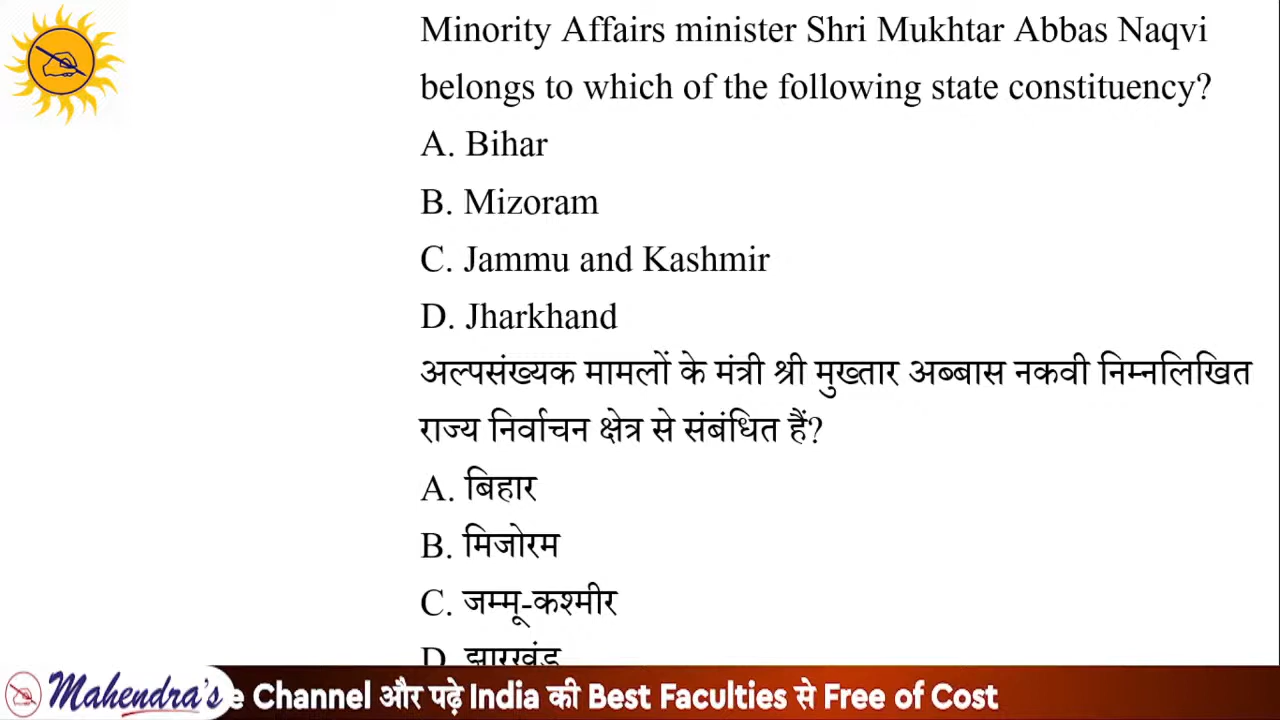 Minority Affairs minister Shri Mukhtar Abbas Naqvi
belongs to which of the following state constituency?
A. Bihar
B. Mizoram
C. Jammu and Kashmir
D. Jharkhand
अल्पसंख्यक मामलों के मंत्री श्री मुख्तार अब्बास नकवी निम्नलिखित
राज्य निर्वाचन क्षेत्र से संबंधित हैं?
A. बिहार
B. मिजोरम
C. जम्मू-कश्मीर
D. झारखंड
Mahendra's e Channel और पढ़े India की Best Faculties से Free of Cost